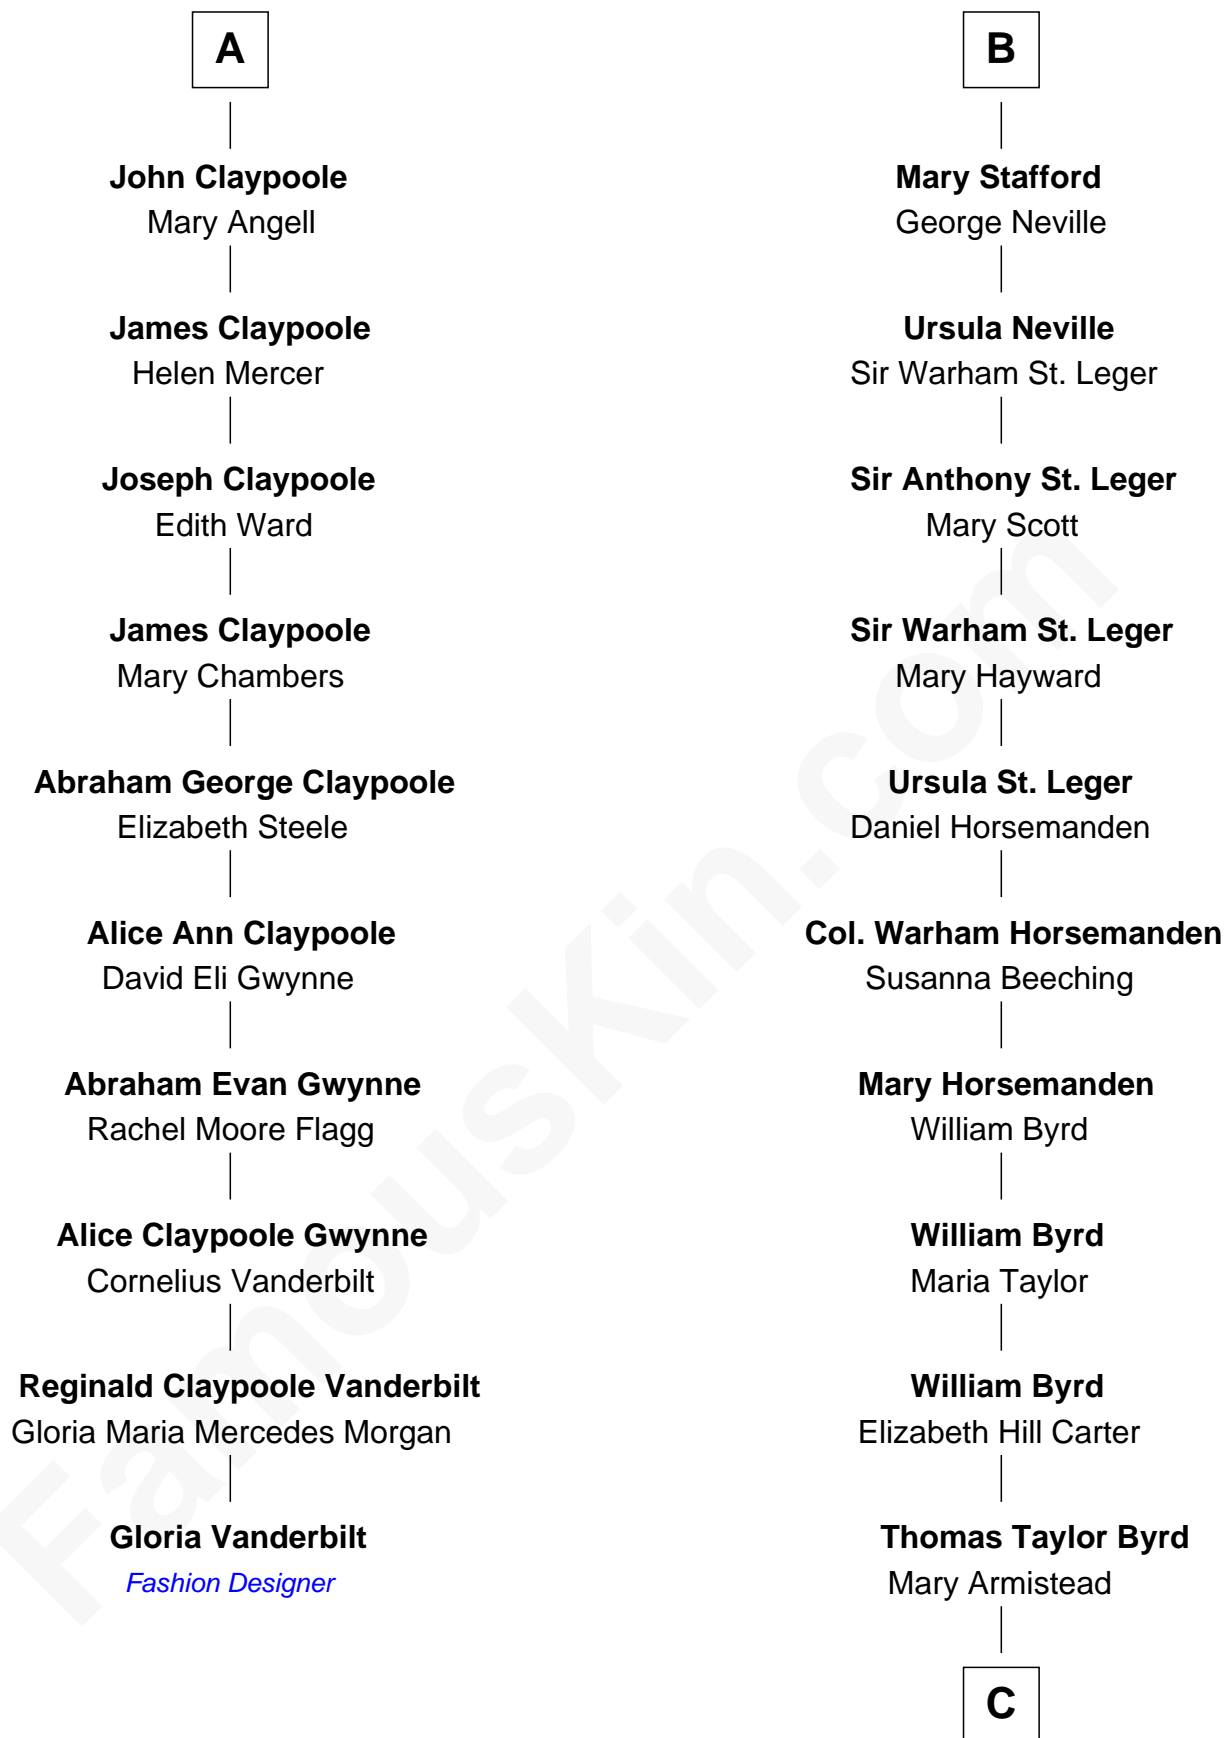 A
John Claypoole
Mary Angell
James Claypoole
Helen Mercer
Joseph Claypoole
Edith Ward
James Claypoole
Mary Chambers
Abraham George Claypoole
Elizabeth Steele
Alice Ann Claypoole
David Eli Gwynne
Abraham Evan Gwynne
Rachel Moore Flagg
Alice Claypoole Gwynne
Cornelius Vanderbilt
Reginald Claypoole Vanderbilt
Gloria Maria Mercedes Morgan
Gloria Vanderbilt
Fashion Designer
B
Mary Stafford
George Neville
Ursula Neville
Sir Warham St. Leger
Sir Anthony St. Leger
Mary Scott
Sir Warham St. Leger
Mary Hayward
Ursula St. Leger
Daniel Horsemanden
Col. Warham Horsemanden
Susanna Beeching
Mary Horsemanden
William Byrd
William Byrd
Maria Taylor
William Byrd
Elizabeth Hill Carter
Thomas Taylor Byrd
Mary Armistead
C
FamousKin.com